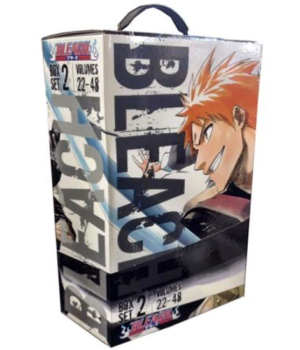 BLEACH
BOX
SET 2
VOLUMES
22-48
BLEACH
BLEACH
BOX
SET 2
VOLUMES
22-48
BLEACH